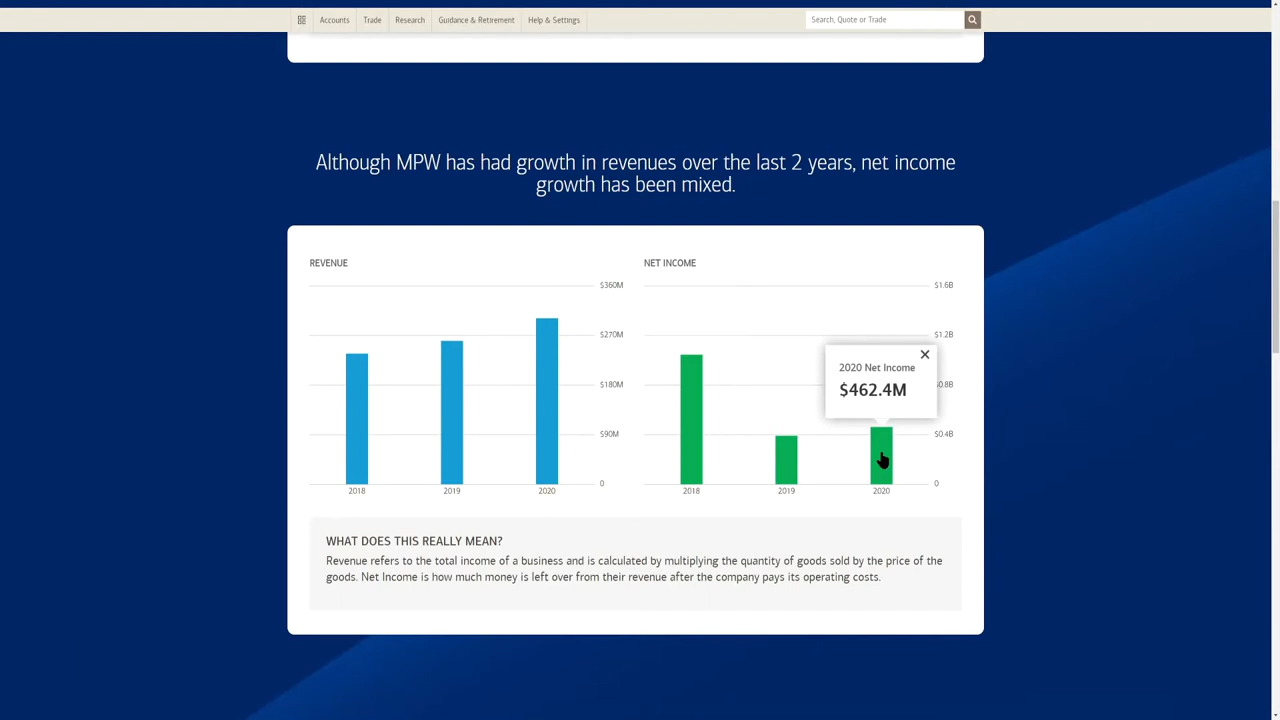 Accounts
Trade
Research
Guidance & Retirement
Help & Settings
Search, Quote or Trade
Although MPW has had growth in revenues over the last 2 years, net income
growth has been mixed.
REVENUE
$360M
$270M
$180M
$90M
0
2018
2019
2020
NET INCOME
$1.6B
$1.2B
2020 Net Income
$462.4M
0.8B
$0.4B
0
2018
2019
2020
WHAT DOES THIS REALLY MEAN?
Revenue refers to the total income of a business and is calculated by multiplying the quantity of goods sold by the price of the
goods. Net Income is how much money is left over from their revenue after the company pays its operating costs.